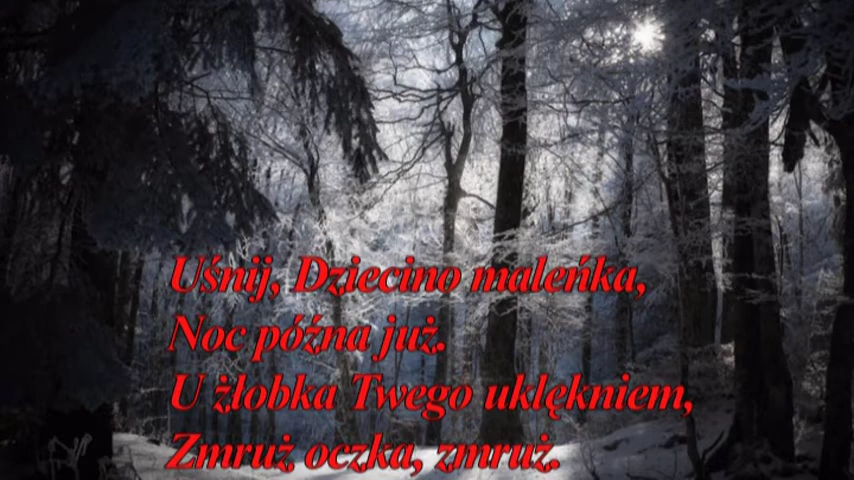 Uśnij, Dziecino maleńka,
Noc późna już.
U żłobka Twego uklękniem,
Zmruż oczka, zmruż.